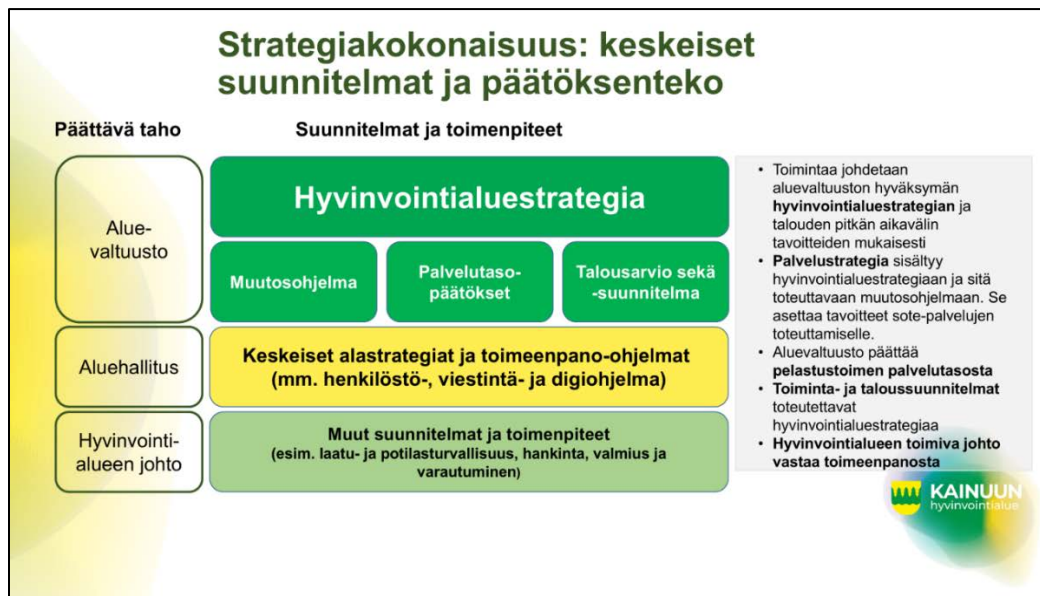 Strategiakokonaisuus: keskeiset
suunnitelmat ja päätöksenteko
Päättävä taho
Suunnitelmat ja toimenpiteet
Alue-
valtuusto
Hyvinvointialuestrategia
Muutosohjelma
Palvelutaso-
päätökset
Talousarvio sekä
-suunnitelma
Aluehallitus
Keskeiset alastrategiat ja toimeenpano-ohjelmat
(mm. henkilöstö-, viestintä- ja digiohjelma)
Hyvinvointi-
alueen johto
Muut suunnitelmat ja toimenpiteet
(esim. laatu- ja potilasturvallisuus, hankinta, valmius ja
varautuminen)
• Toimintaa johdetaan
aluevaltuuston hyväksymän
hyvinvointialuestrategian ja
talouden pitkän aikavälin
tavoitteiden mukaisesti
• Palvelustrategia sisältyy
hyvinvointialuestrategiaan ja sitä
toteuttavaan muutosohjelmaan. Se
asettaa tavoitteet sote-palvelujen
toteuttamiselle.
• Aluevaltuusto päättää
pelastustoimen palvelutasosta
• Toiminta- ja taloussuunnitelmat
toteutettavat
hyvinvointialuestrategiaa
• Hyvinvointialueen toimiva johto
vastaa toimeenpanosta
KAINUUN
hyvinvointialue